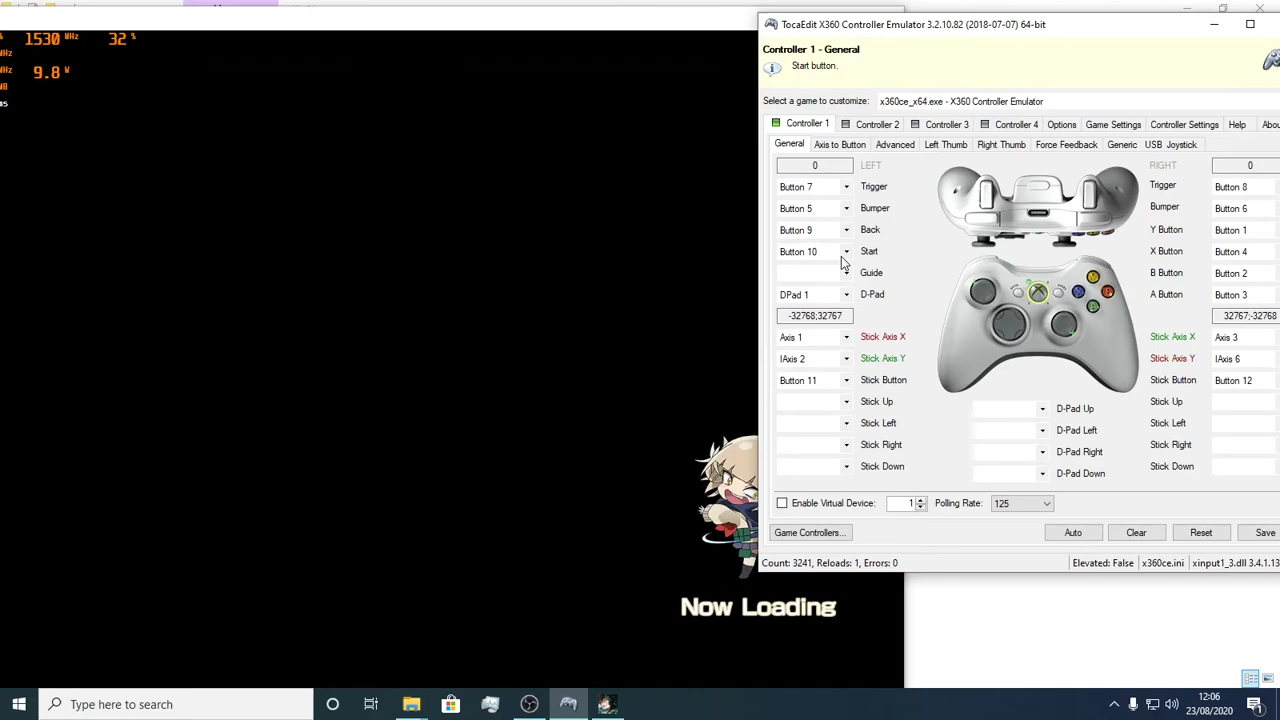 1530 MHz 32 %
MHz
MHz 9.8 W
MB
TocaEdit X360 Controller Emulator 3.2.10.82 (2018-07-07) 64-bit
Controller 1 - General
Start button.
Select a game to customize: x360ce_x64.exe - X360 Controller Emulator
Controller 1 Controller 2 Controller 3 Controller 4 Options Game Settings Controller Settings Help Abou
General Axis to Button Advanced Left Thumb Right Thumb Force Feedback Generic USB Joystick
0 LEFT RIGHT 0
Button 7 Trigger Trigger Button 8
Button 5 Bumper Bumper Button 6
Button 9 Back Y Button Button 1
Button 10 Start X Button Button 4
Guide B Button Button 2
DPad 1 D-Pad A Button Button 3
-32768;32767 32767;-32768
Axis 1 Stick Axis X Stick Axis X Axis 3
IAxis 2 Stick Axis Y Stick Axis Y IAxis 6
Button 11 Stick Button Stick Button Button 12
Stick Up D-Pad Up Stick Up
Stick Left D-Pad Left Stick Left
Stick Right D-Pad Right Stick Right
Stick Down D-Pad Down Stick Down
Enable Virtual Device: 1 Polling Rate: 125
Game Controllers... Auto Clear Reset Save
Count: 3241, Reloads: 1, Errors: 0 Elevated: False x360ce.ini xinput1_3.dll 3.4.1.13
Now Loading
Type here to search
12:06
23/08/2020